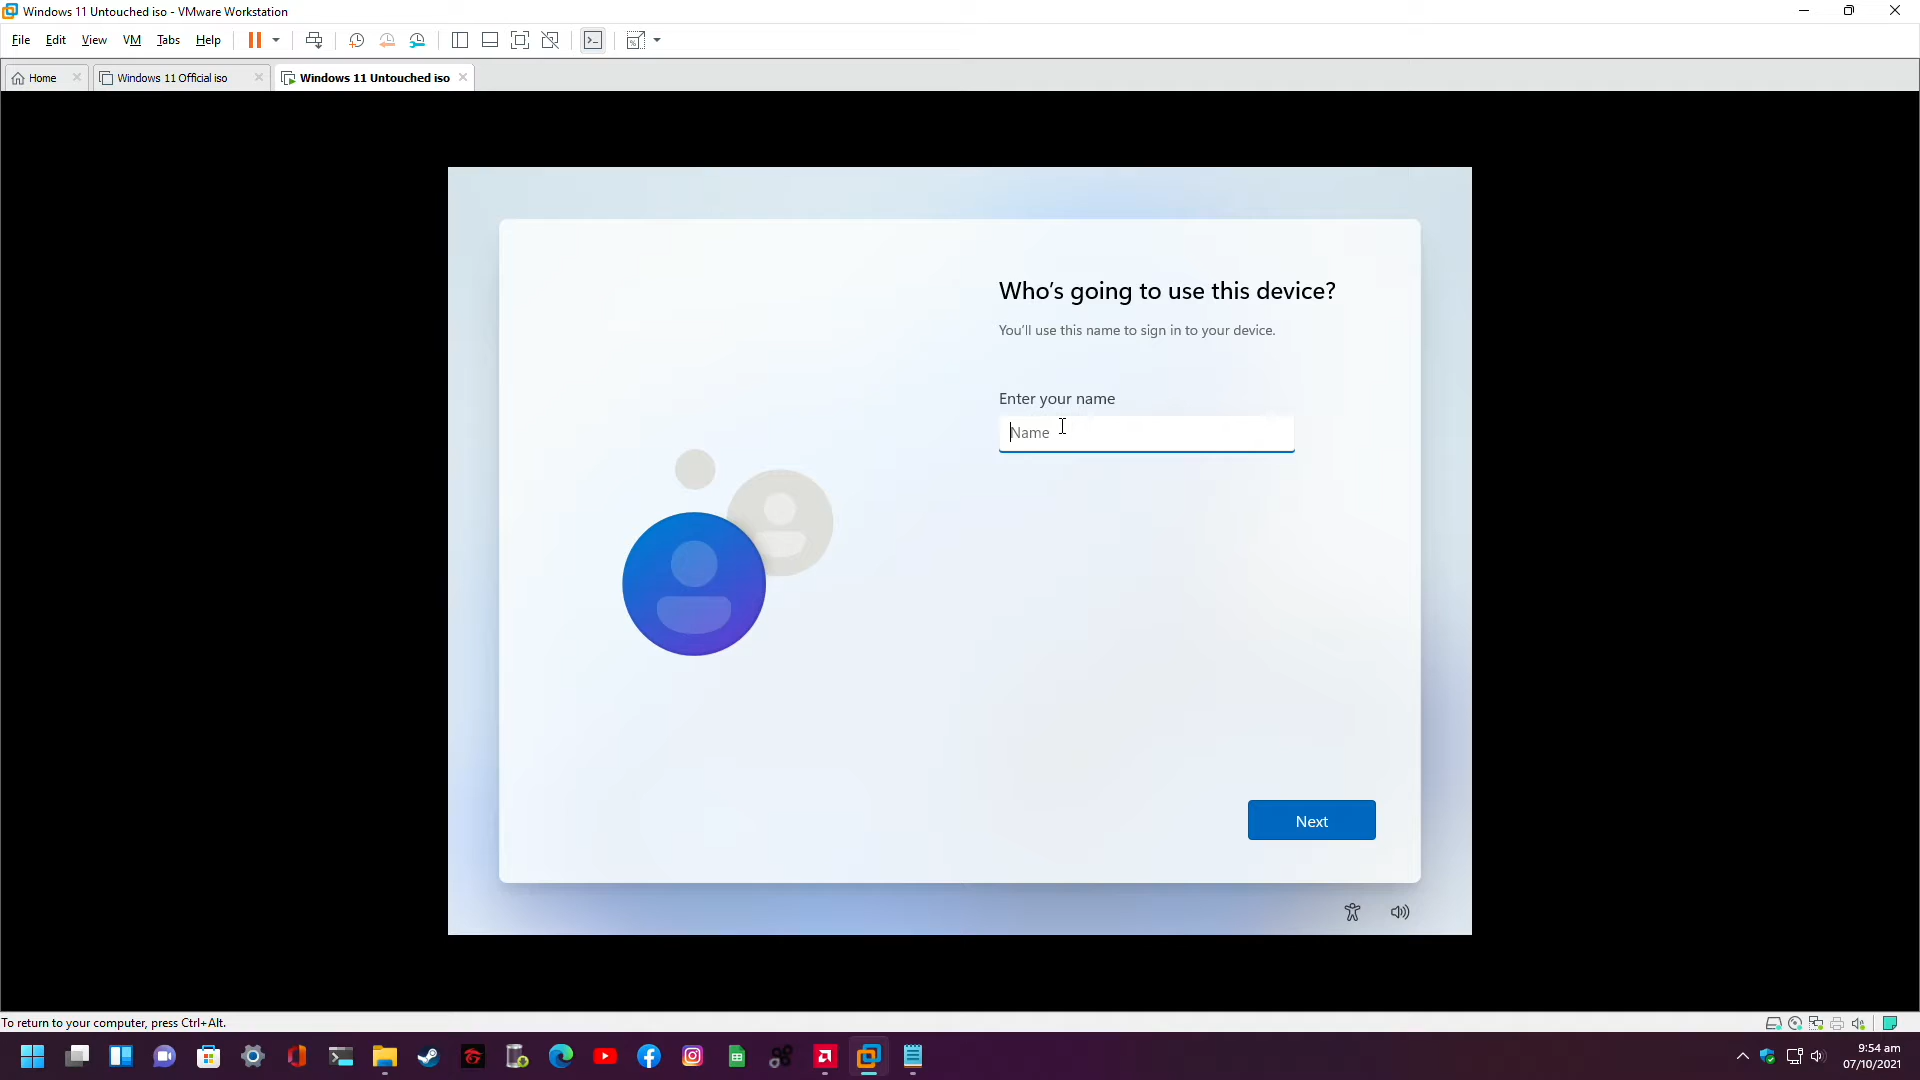 Windows 11 Untouched iso - VMware Workstation
File Edit View VM Tabs Help
Home Windows 11 Official iso Windows 11 Untouched iso
Who's going to use this device?
You'll use this name to sign in to your device.
Enter your name
Name
Next
To return to your computer, press Ctrl+Alt.
9:54 am
07/10/2021